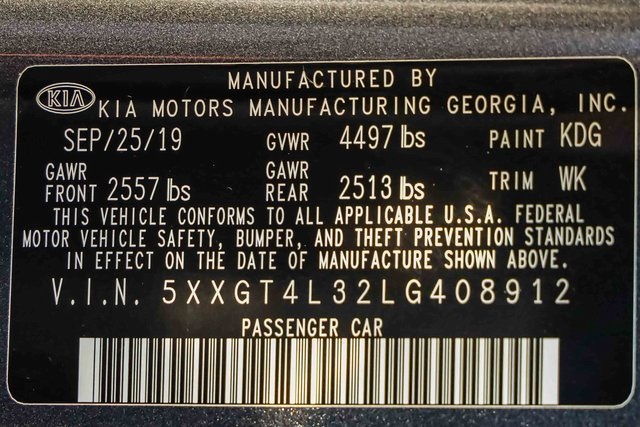 MANUFACTURED BY
KIA KIA MOTORS MANUFACTURING GEORGIA, INC.
SEP/25/19 GVWR 4497 lbs PAINT KDG
GAWR GAWR
FRONT 2557 lbs REAR 2513 lbs TRIM WK
THIS VEHICLE CONFORMS TO ALL APPLICABLE U.S.A. FEDERAL
MOTOR VEHICLE SAFETY, BUMPER, AND THEFT PREVENTION STANDARDS
IN EFFECT ON THE DATE OF MANUFACTURE SHOWN ABOVE.
V.I.N. 5XXGT4L32LG408912
PASSENGER CAR